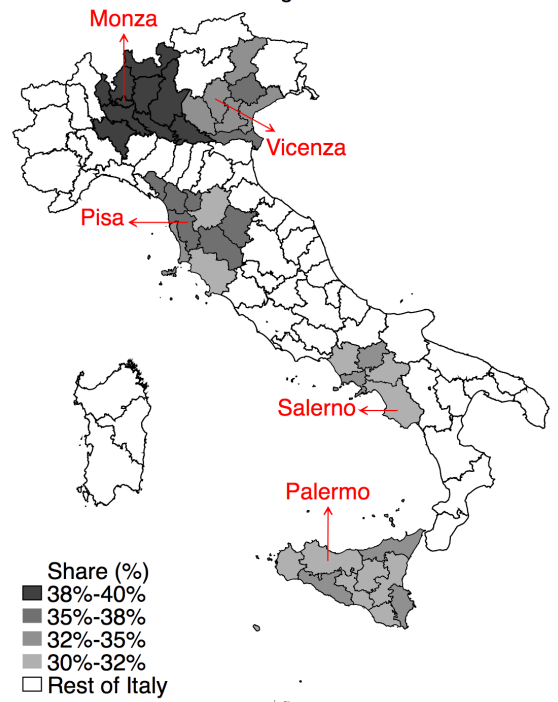 Monza
Vicenza
Pisa
Salerno
Palermo
Share (%)
38%-40%
35%-38%
32%-35%
30%-32%
Rest of Italy